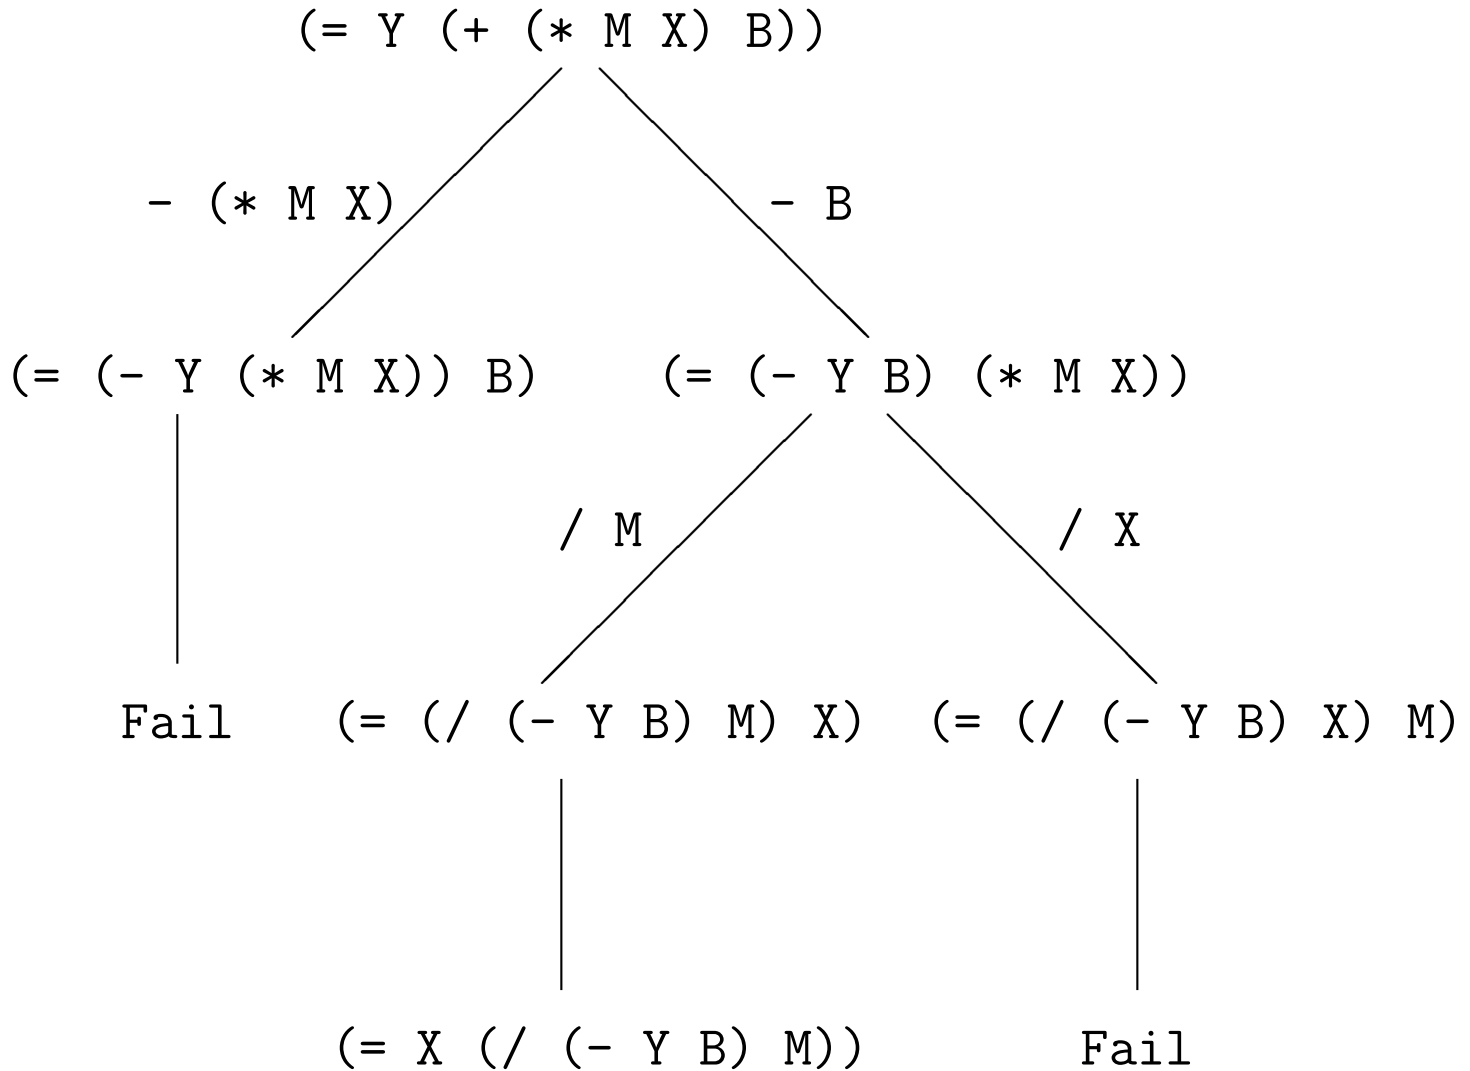 (= Y (+ (* M X) B))
- (* M X) - B
(= (- Y (* M X)) B) (= (- Y B) (* M X))
/ M / X
Fail (= (/ (- Y B) M) X) (= (/ (- Y B) X) M)
(= X (/ (- Y B) M)) Fail